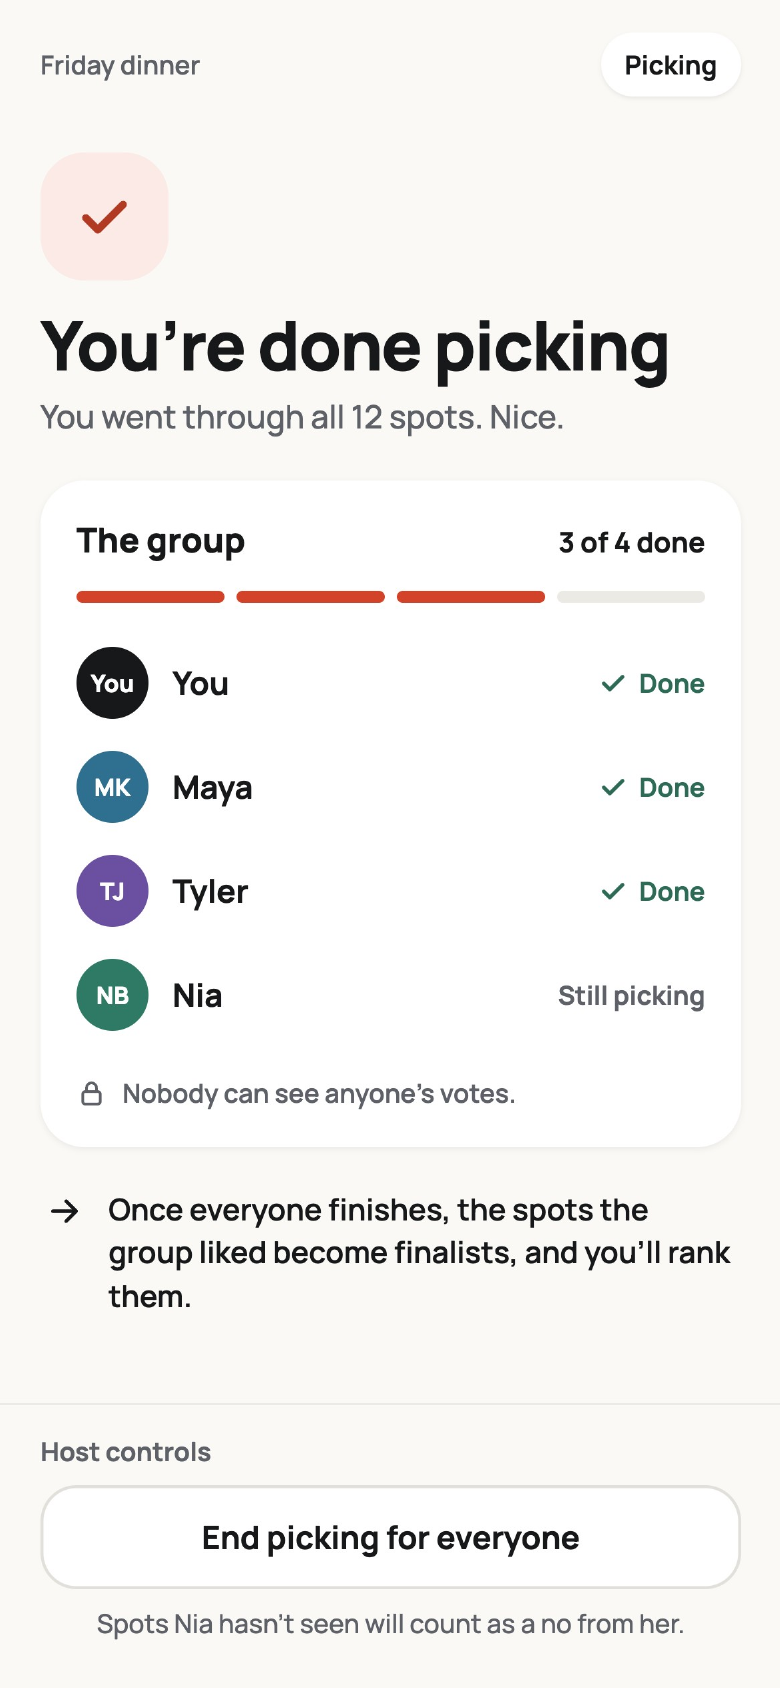 Friday dinner
Picking
You’re done picking
You went through all 12 spots. Nice.
The group
3 of 4 done
You
You
Done
MK
Maya
Done
TJ
Tyler
Done
NB
Nia
Still picking
Nobody can see anyone’s votes.
Once everyone finishes, the spots the
group liked become finalists, and you’ll rank
them.
Host controls
End picking for everyone
Spots Nia hasn’t seen will count as a no from her.